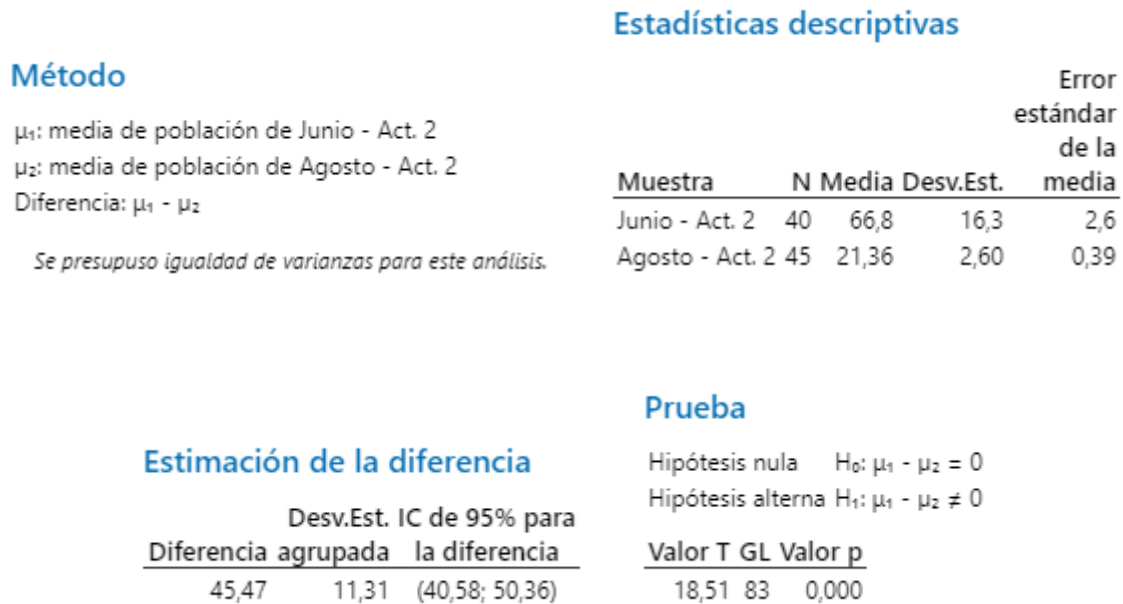 Método
μ₁: media de población de Junio - Act. 2
μ₂: media de población de Agosto - Act. 2
Diferencia: μ₁ - μ₂
Se presupuso igualdad de varianzas para este análisis.
Estadísticas descriptivas
Error
estándar
de la
Muestra N Media Desv.Est. media
Junio - Act. 2 40 66,8 16,3 2,6
Agosto - Act. 2 45 21,36 2,60 0,39
Estimación de la diferencia
Desv.Est. IC de 95% para
Diferencia agrupada la diferencia
45,47 11,31 (40,58; 50,36)
Prueba
Hipótesis nula H₀: μ₁ - μ₂ = 0
Hipótesis alterna H₁: μ₁ - μ₂ ≠ 0
Valor T GL Valor p
18,51 83 0,000